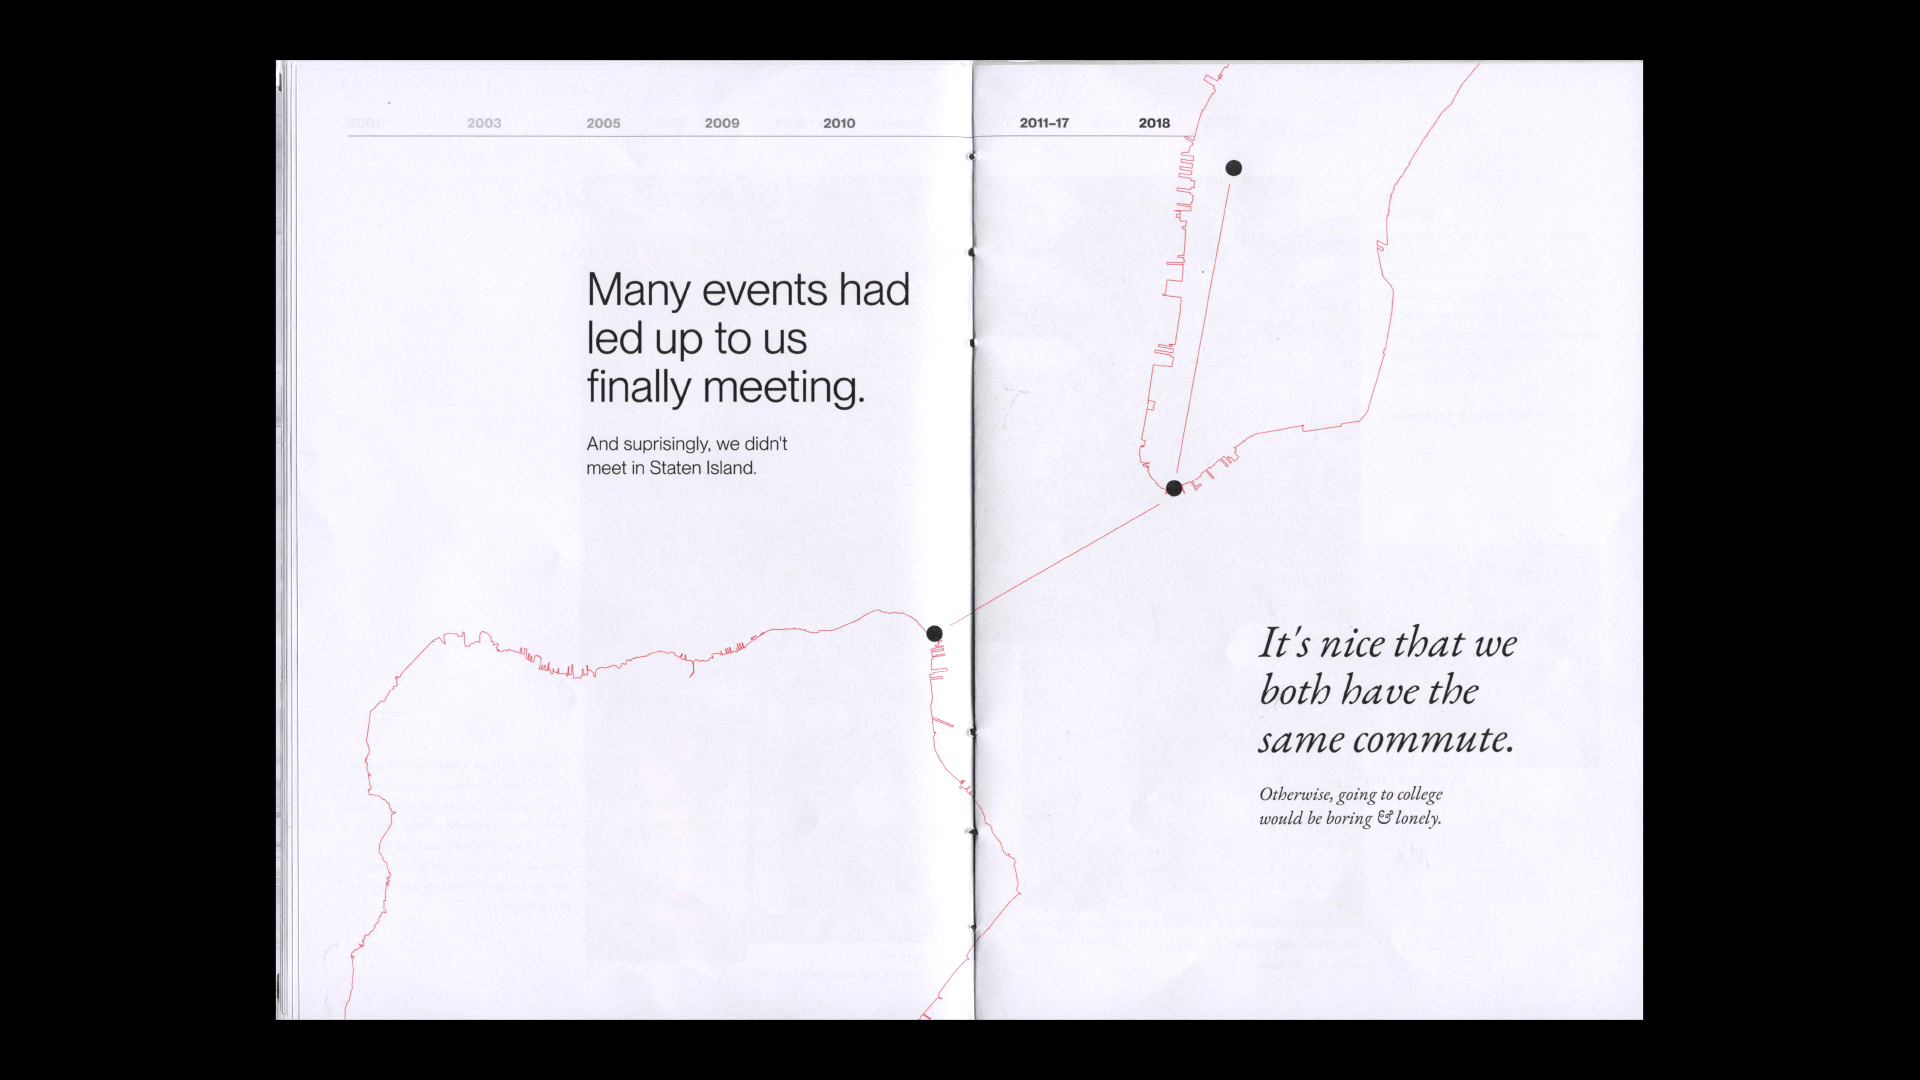 2001
2003
2005
2009
2010
2011–17
2018
Many events had
led up to us
finally meeting.
And suprisingly, we didn't
meet in Staten Island.
It's nice that we
both have the
same commute.
Otherwise, going to college
would be boring & lonely.